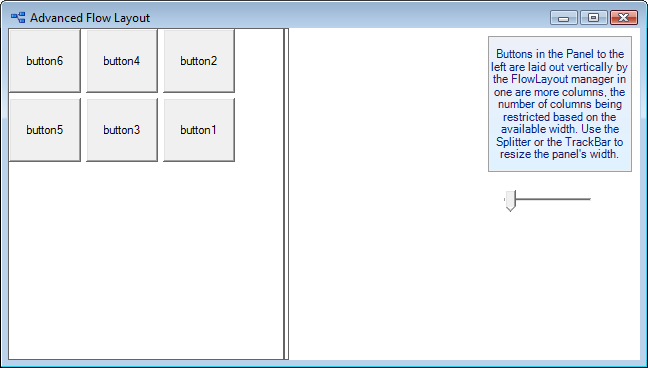 Advanced Flow Layout
button6
button4
button2
button5
button3
button1
Buttons in the Panel to the
left are laid out vertically by
the FlowLayout manager in
one are more columns, the
number of columns being
restricted based on the
available width. Use the
Splitter or the TrackBar to
resize the panel's width.